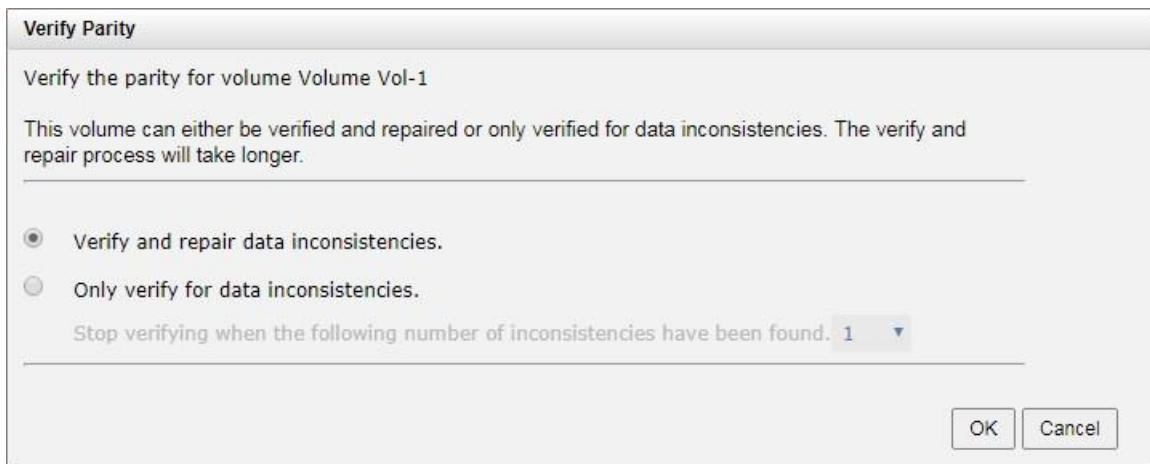 Verify Parity
Verify the parity for volume Volume Vol-1
This volume can either be verified and repaired or only verified for data inconsistencies. The verify and
repair process will take longer.
Verify and repair data inconsistencies.
Only verify for data inconsistencies.
Stop verifying when the following number of inconsistencies have been found. 1
OK Cancel